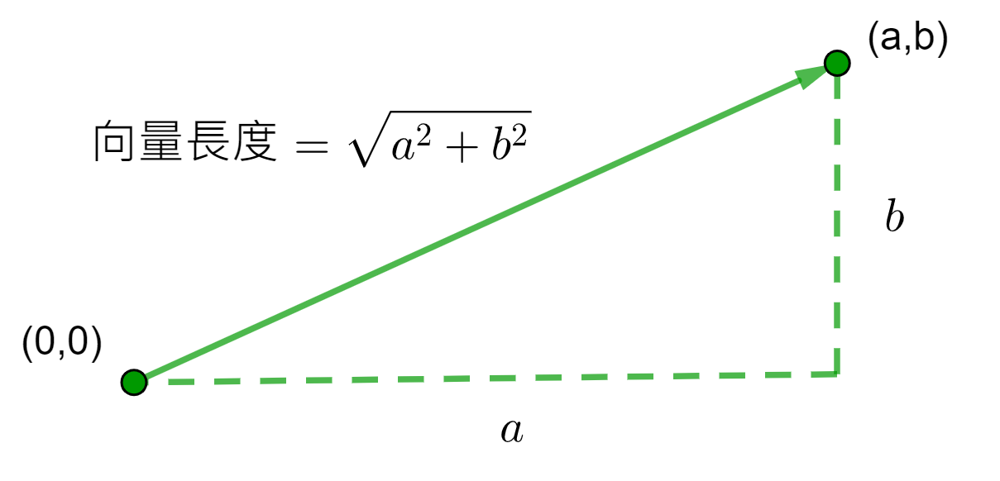 (a,b)
向量長度 = √(a² + b²)
b
(0,0)
a